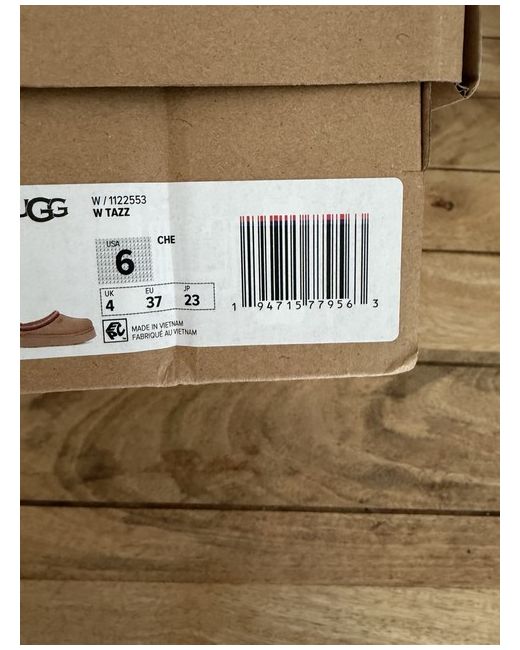 UGG
W / 1122553
W TAZZ
USA
6
CHE
UK EU JP
4 37 23
MADE IN VIETNAM
FABRIQUÉ AU VIETNAM
1 94715 77956 3